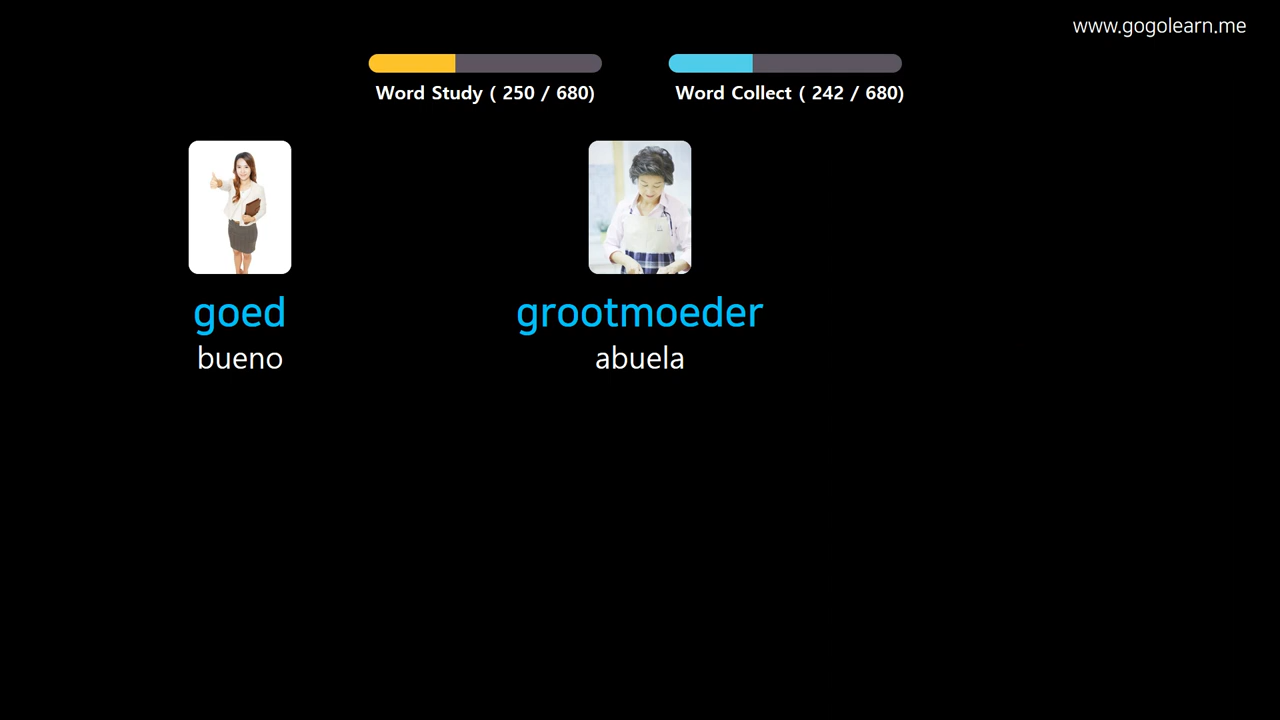 www.gogolearn.me
Word Study ( 250 / 680)
Word Collect ( 242 / 680)
goed
grootmoeder
bueno
abuela